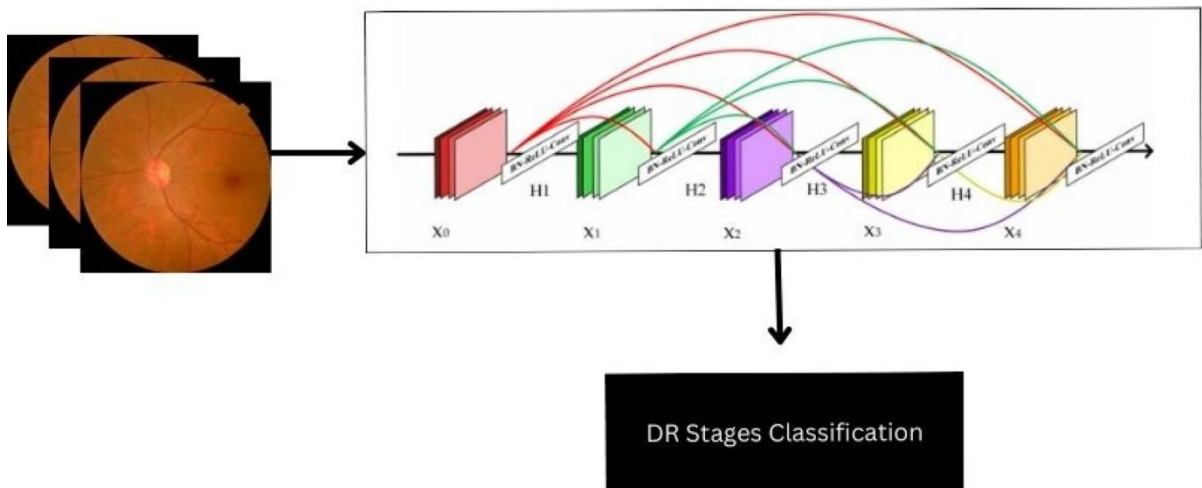 BN-ReLU-Conv
BN-ReLU-Conv
BN-ReLU-Conv
BN-ReLU-Conv
BN-ReLU-Conv
H1
H2
H3
H4
X0
X1
X2
X3
X4
DR Stages Classification